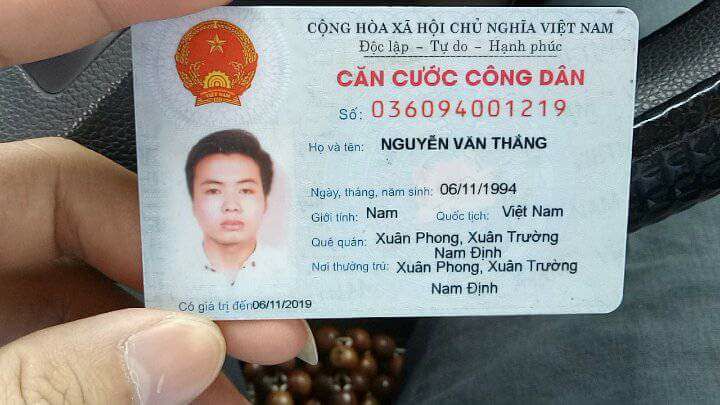 CỘNG HÒA XÃ HỘI CHỦ NGHĨA VIỆT NAM
Độc lập - Tự do - Hạnh phúc
CĂN CƯỚC CÔNG DÂN
Số: 036094001219
Họ và tên: NGUYỄN VĂN THẮNG
Ngày, tháng, năm sinh: 06/11/1994
Giới tính: Nam Quốc tịch: Việt Nam
Quê quán: Xuân Phong, Xuân Trường
Nam Định
Nơi thường trú: Xuân Phong, Xuân Trường
Nam Định
Có giá trị đến 06/11/2019
VIỆT NAM